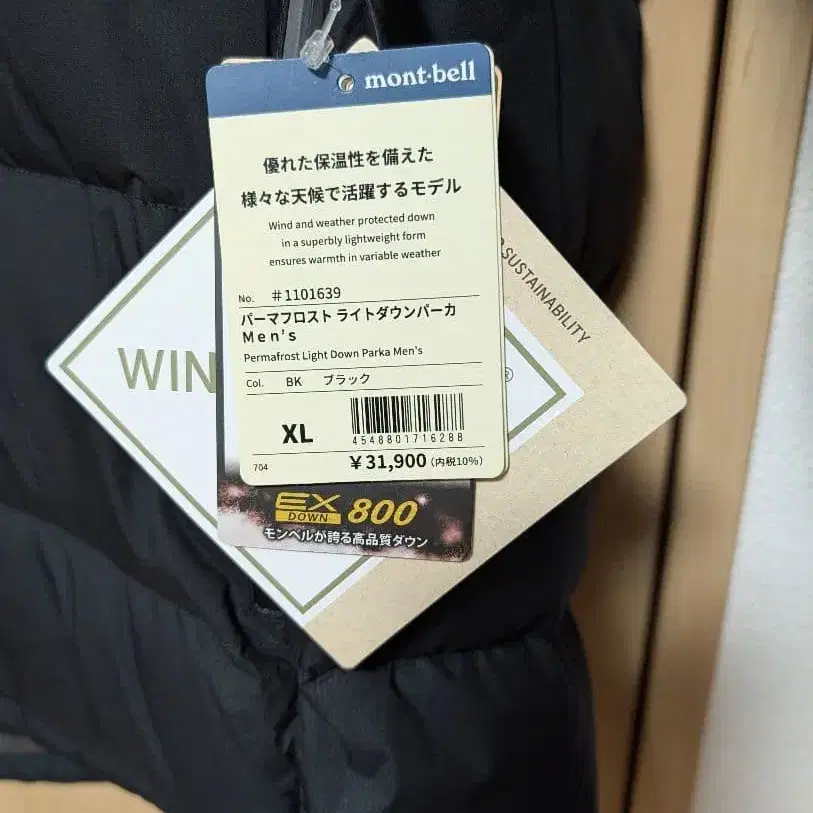 mont-bell
優れた保温性を備えた
様々な天候で活躍するモデル
Wind and weather protected down
in a superbly lightweight form
ensures warmth in variable weather
No. #1101639
パーマフロスト ライトダウンパーカ
Men's
Permafrost Light Down Parka Men's
Col. BK ブラック
XL
4548801716288
704
¥31,900(内税10%)
EX
DOWN 800
モンベルが誇る高品質ダウン
WIN
®
SUSTAINABILITY